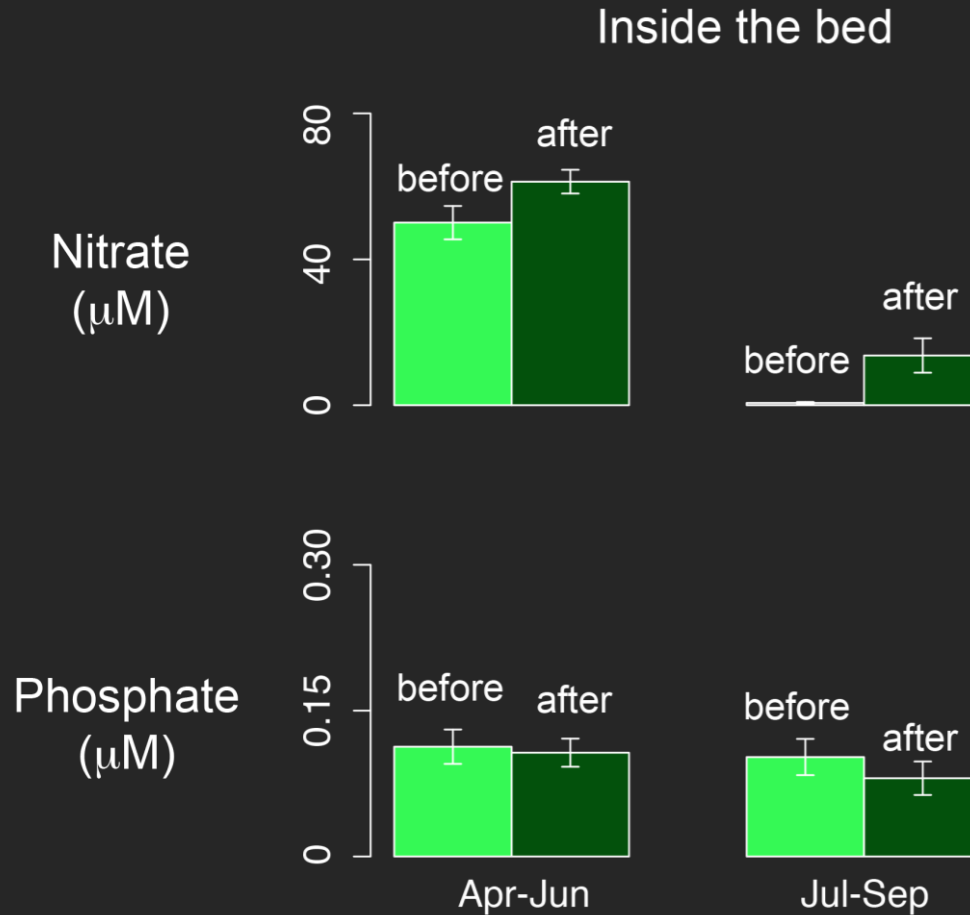 Inside the bed
80
40
0
Nitrate
(μM)
before
after
before
after
0.30
0.15
0
Phosphate
(μM)
before
after
before
after
Apr-Jun
Jul-Sep